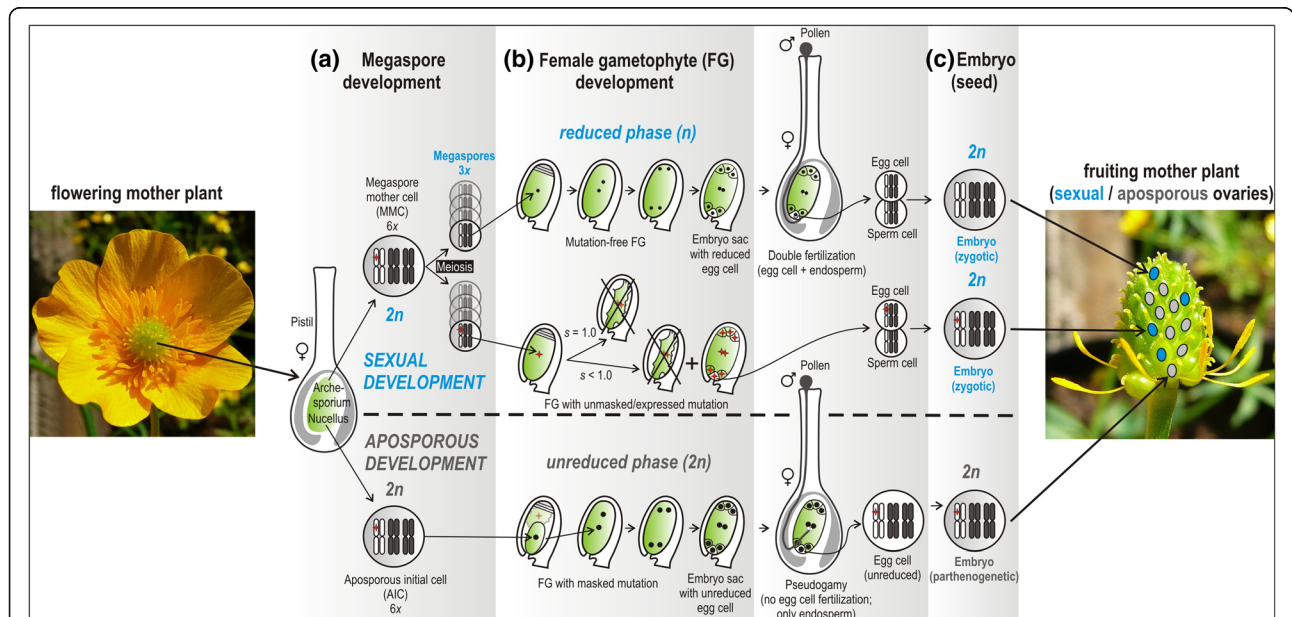 flowering mother plant
(a) Megaspore
development
Megaspore
mother cell
(MMC)
6x
Megaspores
3x
Meiosis
2n
Pistil
♀
SEXUAL
DEVELOPMENT
Arche-
sporium
Nucellus
APOSPOROUS
DEVELOPMENT
2n
Aposporous initial cell
(AIC)
6x
(b) Female gametophyte (FG)
development
reduced phase (n)
Mutation-free FG
Embryo sac
with reduced
egg cell
s = 1.0
s < 1.0
+
FG with unmasked/expressed mutation
unreduced phase (2n)
FG with masked mutation
Embryo sac
with unreduced
egg cell
♂ Pollen
♀
Double fertilization
(egg cell + endosperm)
Egg cell
Sperm cell
Egg cell
Sperm cell
♂ Pollen
♀
Pseudogamy
(no egg cell fertilization;
only endosperm)
Egg cell
(unreduced)
(c) Embryo
(seed)
2n
Embryo
(zygotic)
2n
Embryo
(zygotic)
2n
Embryo
(parthenogenetic)
fruiting mother plant
(sexual / aposporous ovaries)